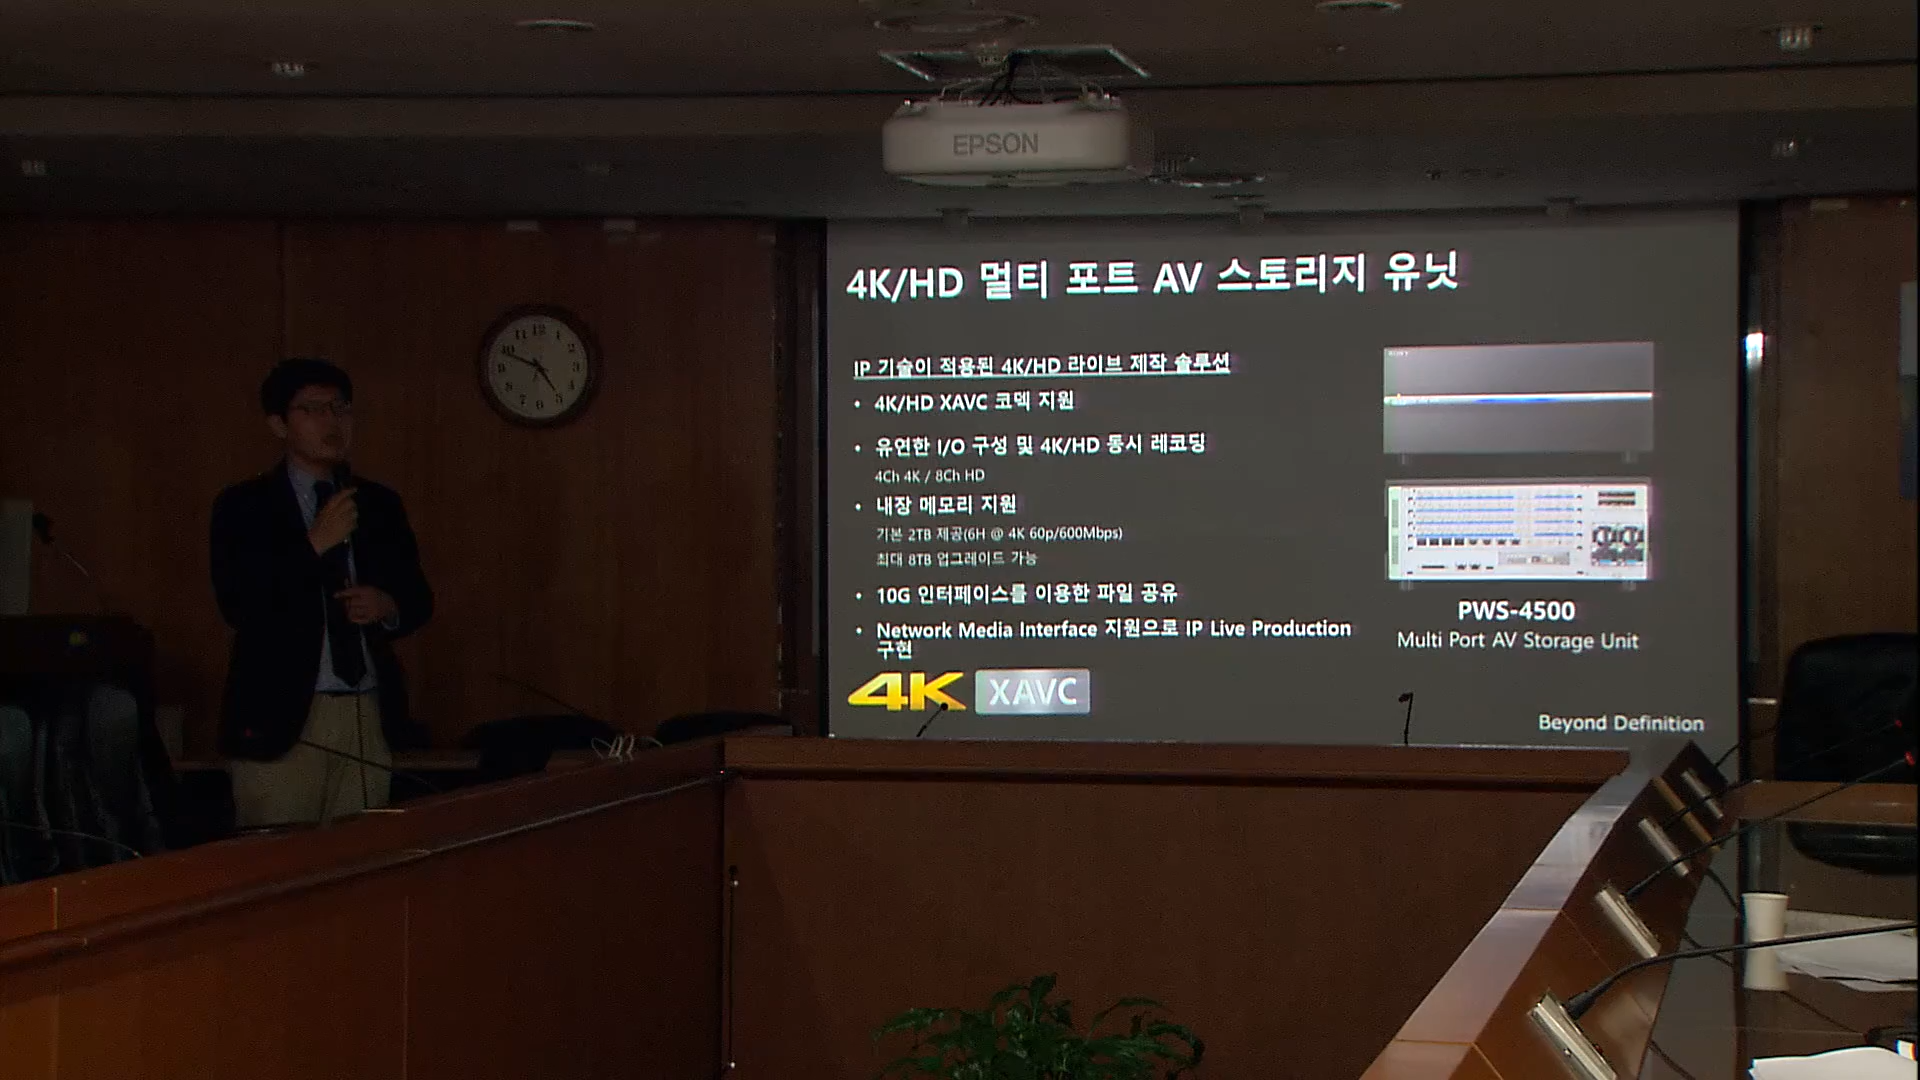 EPSON
4K/HD 멀티 포트 AV 스토리지 유닛
IP 기술이 적용된 4K/HD 라이브 제작 솔루션
• 4K/HD XAVC 코덱 지원
• 유연한 I/O 구성 및 4K/HD 동시 레코딩
4Ch 4K / 8Ch HD
• 내장 메모리 지원
기본 2TB 제공(6H @ 4K 60p/600Mbps)
최대 8TB 업그레이드 가능
• 10G 인터페이스를 이용한 파일 공유
• Network Media Interface 지원으로 IP Live Production
구현
4K XAVC
SONY
PWS-4500
Multi Port AV Storage Unit
Beyond Definition